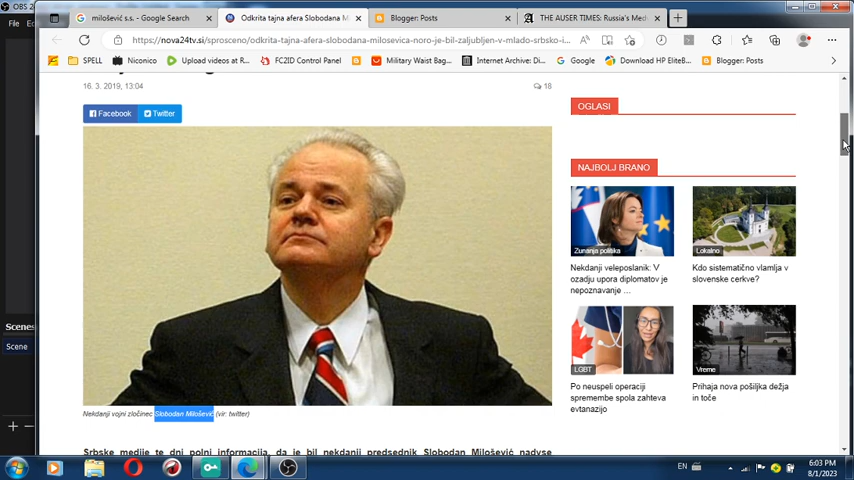 OBS
milošević s.s. - Google Search
Odkrita tajna afera Slobodana M
Blogger: Posts
THE AUSER TIMES: Russia's Med
https://nova24tv.si/sprosceno/odkrita-tajna-afera-slobodana-milosevica-noro-je-bil-zaljubljen-v-mlado-srbsko-i...
File
SPELL
Niconico
Upload videos at R...
FC2ID Control Panel
Military Waist Bag...
Internet Archive: Di...
Google
Download HP EliteB...
Blogger: Posts
16. 3. 2019, 13:04
18
Facebook
Twitter
OGLASI
NAJBOLJ BRANO
Zunanja politika
Lokalno
Nekdanji veleposlanik: V
ozadju upora diplomatov je
nepoznavanje ...
Kdo sistematično vlamlja v
slovenske cerkve?
LGBT
Vreme
Po neuspeli operaciji
spremembe spola zahteva
evtanazijo
Prihaja nova pošiljka dežja
in toče
Scenes
Scene
Nekdanji vojni zločinec Slobodan Milošević (vir: twitter)
Srbske medije te dni polni informacija, da je bil nekdanji predsednik Slobodan Milošević nadvse
EN
6:03 PM
8/1/2023